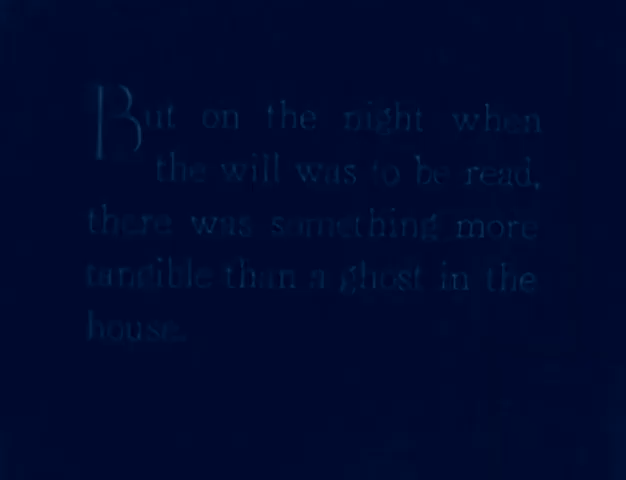 But on the night when
the will was to be read,
there was something more
tangible than a ghost in the
house.